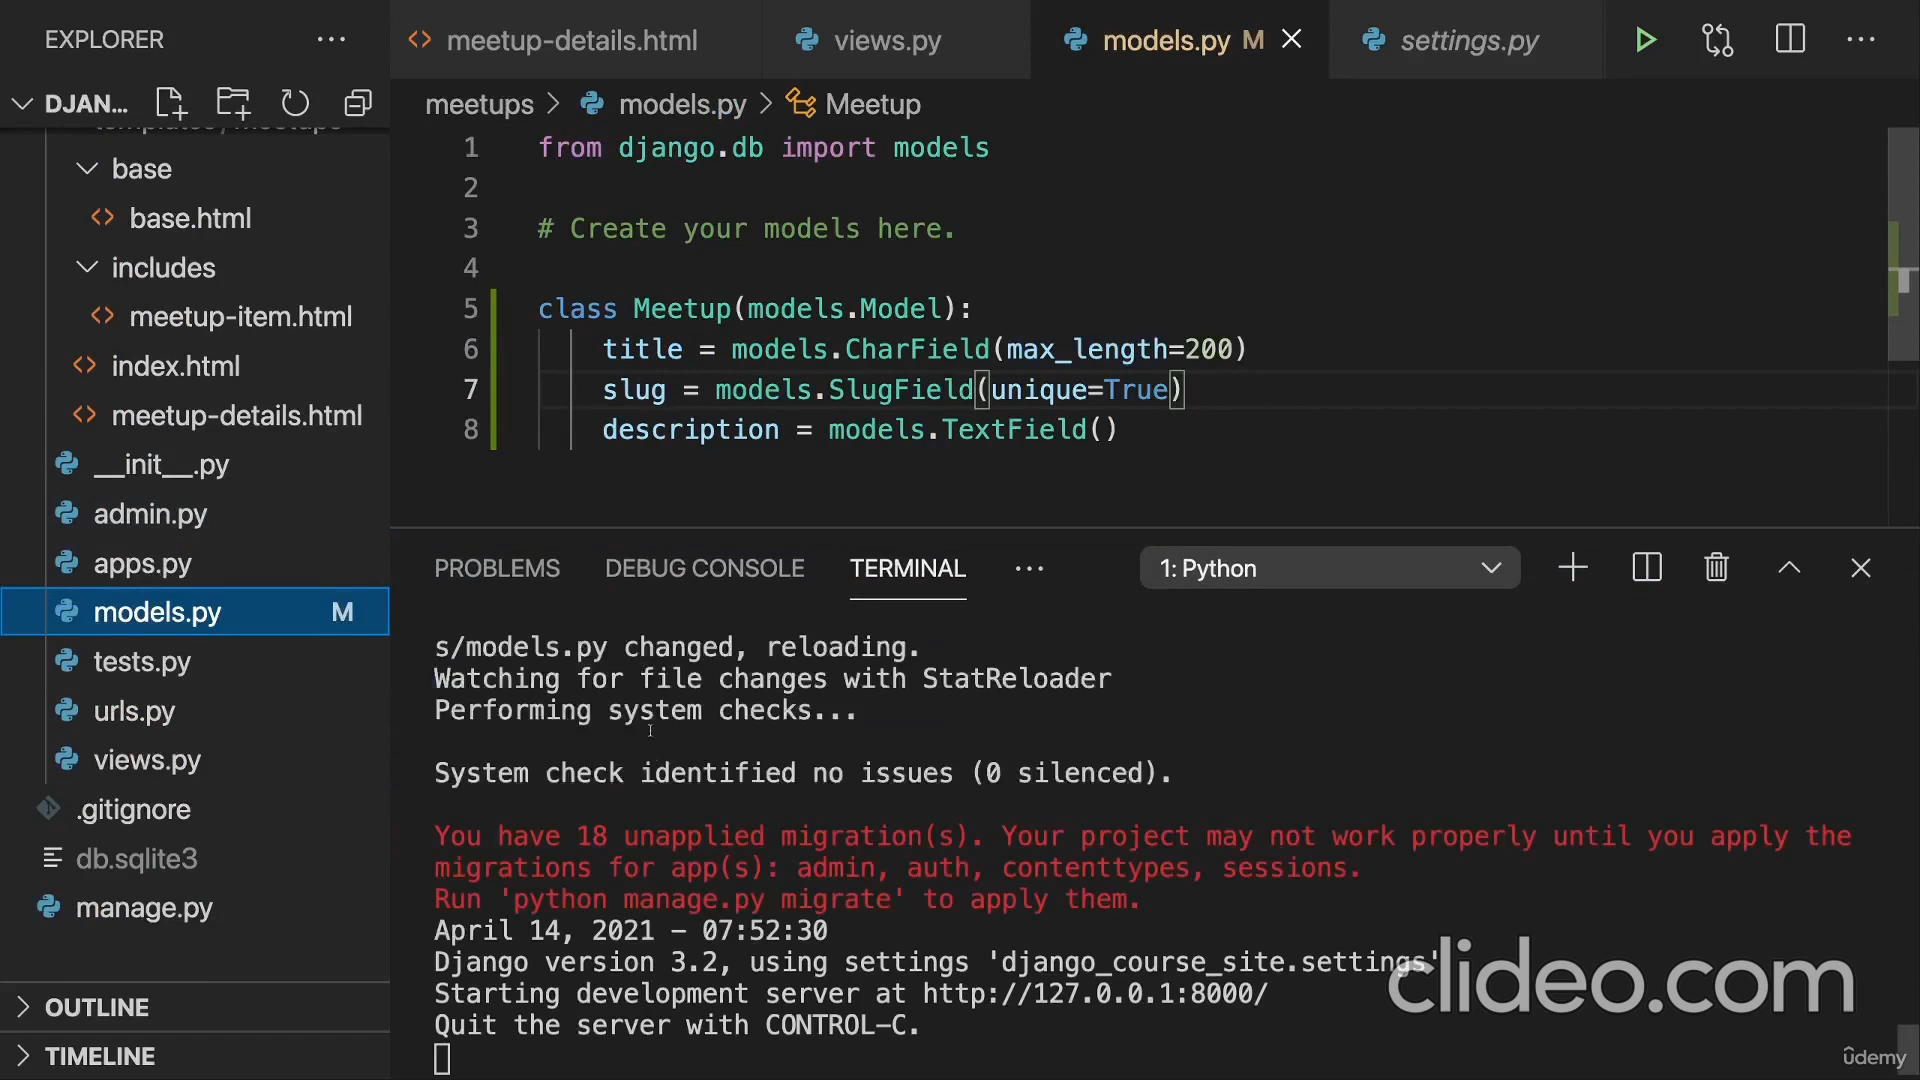 EXPLORER
meetup-details.html
views.py
models.py M
settings.py
DJAN...
meetups > models.py > Meetup
base
base.html
includes
meetup-item.html
index.html
meetup-details.html
__init__.py
admin.py
apps.py
models.py M
tests.py
urls.py
views.py
.gitignore
db.sqlite3
manage.py
OUTLINE
TIMELINE
1 from django.db import models
2
3 # Create your models here.
4
5 class Meetup(models.Model):
6 title = models.CharField(max_length=200)
7 slug = models.SlugField(unique=True)
8 description = models.TextField()
PROBLEMS DEBUG CONSOLE TERMINAL ... 1: Python
s/models.py changed, reloading.
Watching for file changes with StatReloader
Performing system checks...
System check identified no issues (0 silenced).
You have 18 unapplied migration(s). Your project may not work properly until you apply the
migrations for app(s): admin, auth, contenttypes, sessions.
Run 'python manage.py migrate' to apply them.
April 14, 2021 - 07:52:30
Django version 3.2, using settings 'django_course_site.settings'
Starting development server at http://127.0.0.1:8000/
Quit the server with CONTROL-C.
clideo.com
ûdemy